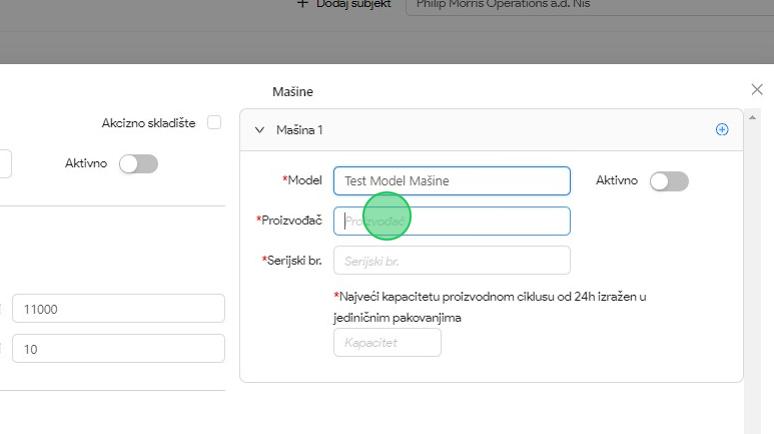 + Dodaj subjekt
Philip Morris Operations a.d. Nis
Mašine
Akcizno skladište
Mašina 1
Aktivno
*Model
Test Model Mašine
Aktivno
*Proizvođač
Proizvođač
*Serijski br.
Serijski br.
*Najveći kapacitetu proizvodnom ciklusu od 24h izražen u
jediničnim pakovanjima
11000
Kapacitet
10